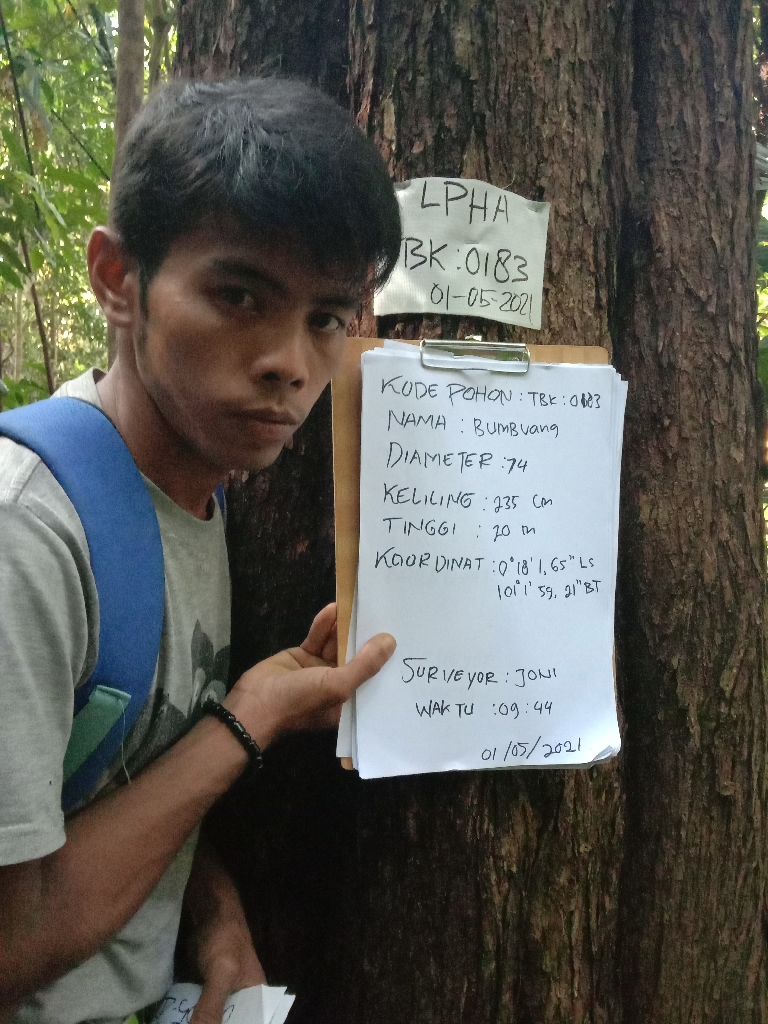 LPHA
TBK:0183
01-05-2021
KODE POHON : TBK : 0183
NAMA : BUMBUang
DIAMETER : 74
KELILING : 235 cm
TINGGI : 20 m
KOORDINAT : 0°18'1,65" LS
101°1'59,21" BT
SURVEYOR : JONI
WAKTU : 09:44
01/05/2021